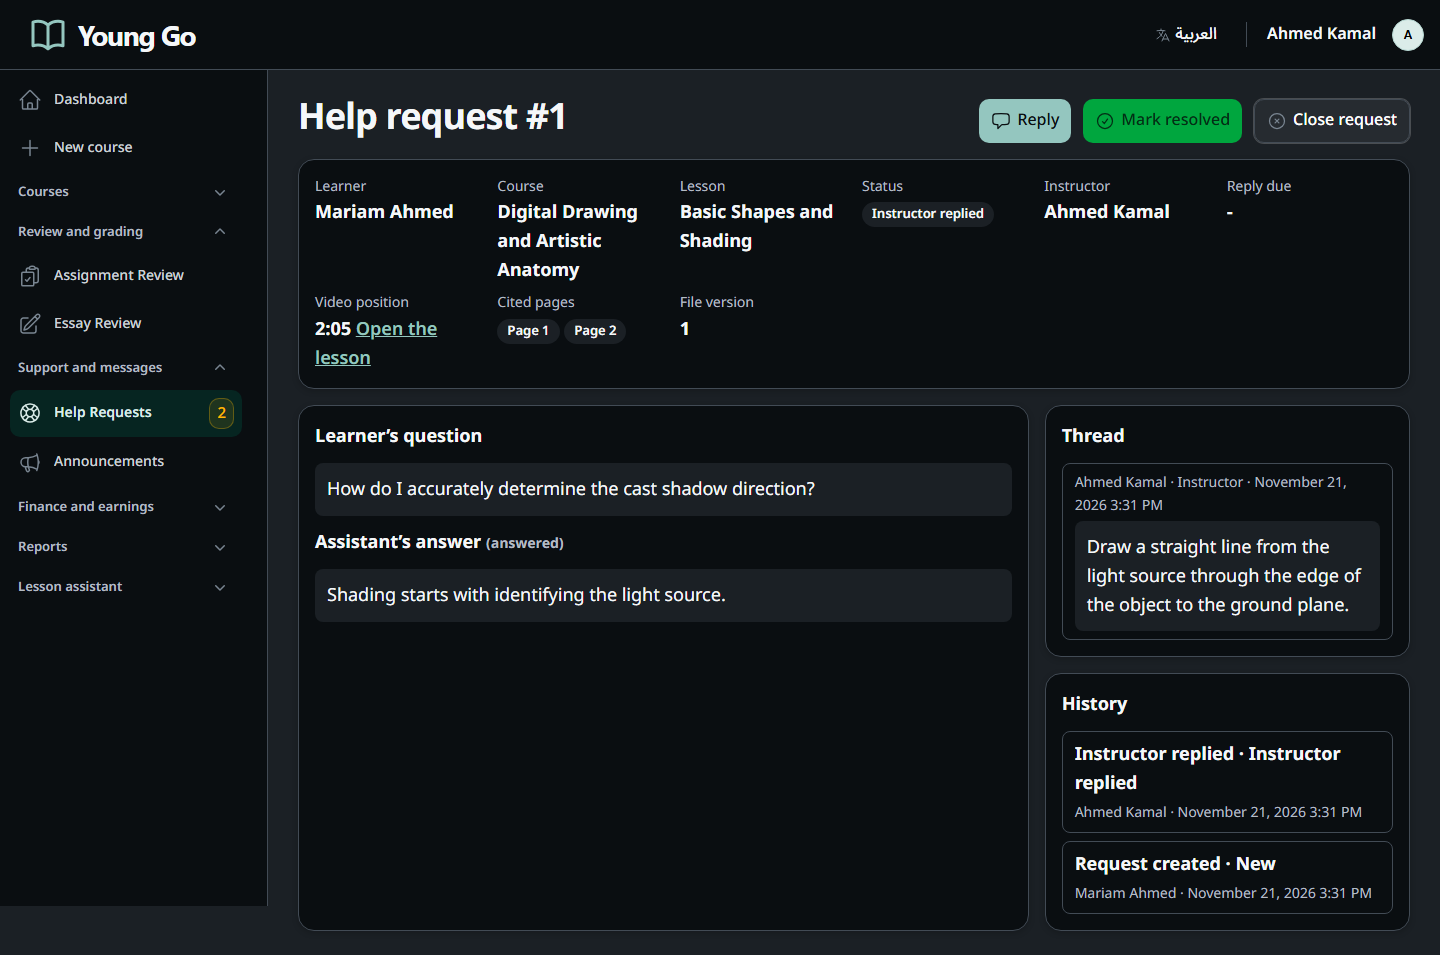 Young Go
العربية
Ahmed Kamal
A
Dashboard
New course
Courses
Review and grading
Assignment Review
Essay Review
Support and messages
Help Requests
2
Announcements
Finance and earnings
Reports
Lesson assistant
Help request #1
Reply
Mark resolved
Close request
Learner
Mariam Ahmed
Course
Digital Drawing
and Artistic
Anatomy
Lesson
Basic Shapes and
Shading
Status
Instructor replied
Instructor
Ahmed Kamal
Reply due
-
Video position
2:05 Open the
lesson
Cited pages
Page 1 Page 2
File version
1
Learner’s question
How do I accurately determine the cast shadow direction?
Assistant’s answer (answered)
Shading starts with identifying the light source.
Thread
Ahmed Kamal · Instructor · November 21,
2026 3:31 PM
Draw a straight line from the
light source through the edge of
the object to the ground plane.
History
Instructor replied · Instructor
replied
Ahmed Kamal · November 21, 2026 3:31 PM
Request created · New
Mariam Ahmed · November 21, 2026 3:31 PM